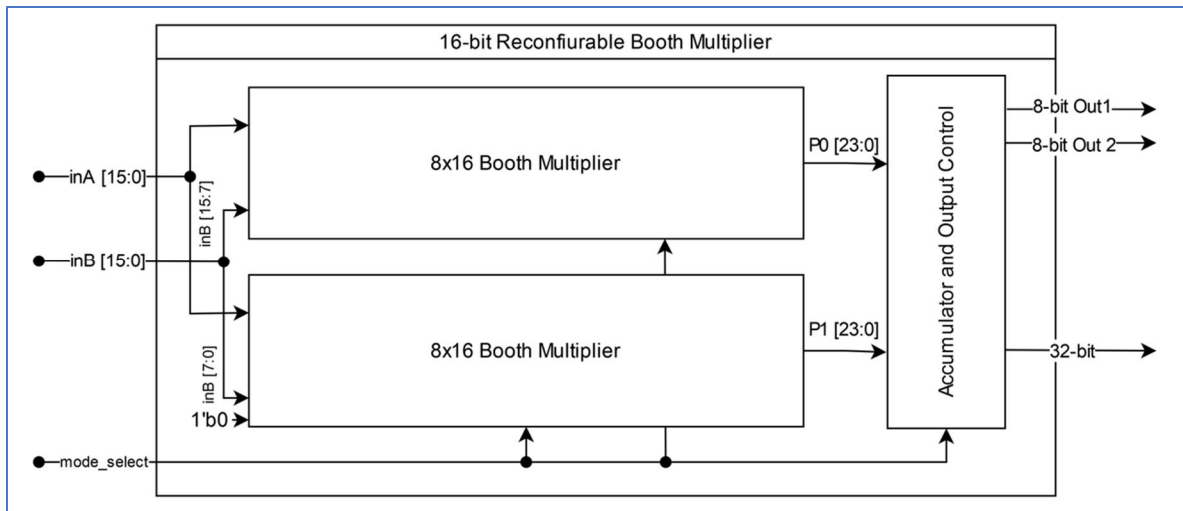 16-bit Reconfiurable Booth Multiplier
8x16 Booth Multiplier
P0 [23:0]
Accumulator and Output Control
8-bit Out1
8-bit Out 2
inA [15:0]
inB [15:7]
inB [15:0]
8x16 Booth Multiplier
P1 [23:0]
32-bit
inB [7:0]
1'b0
mode_select